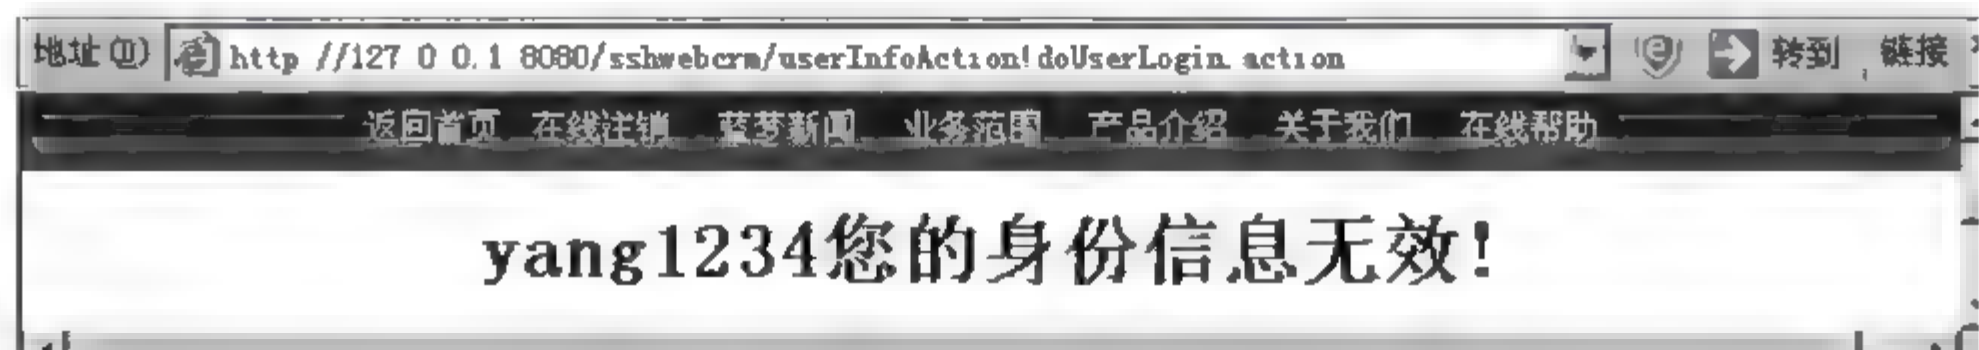 地址(D) http //127 0 0.1 8080/sshwebcrm/userInfoAction!doUserLogin action 转到 链接
返回首页 在线注销 蓝梦新闻 业务范围 产品介绍 关于我们 在线帮助
yang1234您的身份信息无效!